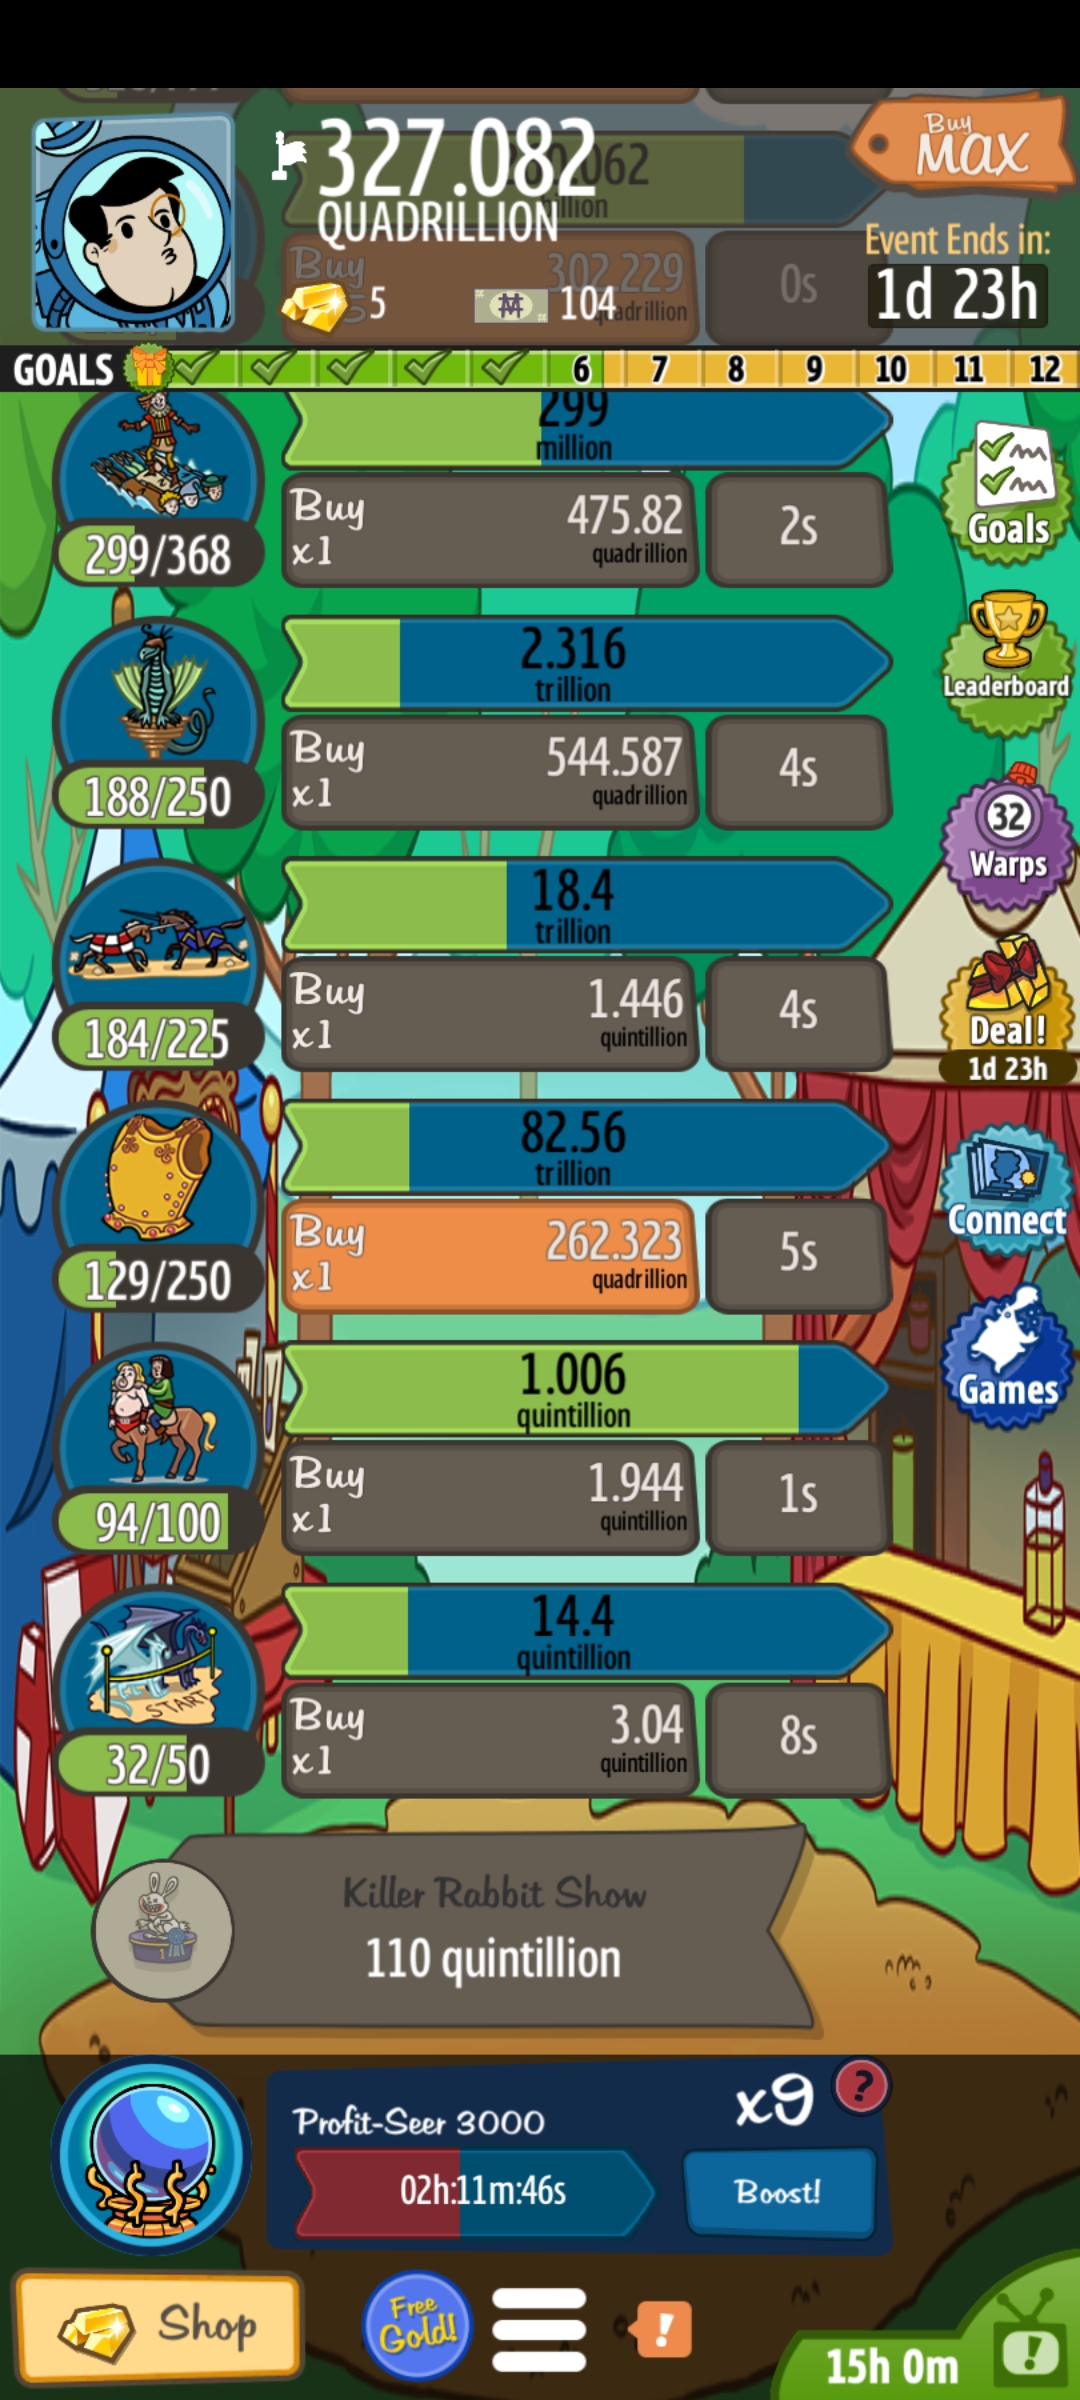 327.082
QUADRILLION
Buy
MAX
5
104
Event Ends in:
1d 23h
Buy
302.229
quadrillion
0s
GOALS
6
7
8
9
10
11
12
299
million
Buy
x1
475.82
quadrillion
2s
299/368
Goals
2.316
trillion
Leaderboard
Buy
x1
544.587
quadrillion
4s
188/250
32
Warps
18.4
trillion
Buy
x1
1.446
quintillion
4s
184/225
Deal!
1d 23h
82.56
trillion
Buy
x1
262.323
quadrillion
5s
129/250
Connect
1.006
quintillion
Games
Buy
x1
1.944
quintillion
1s
94/100
14.4
quintillion
START
Buy
x1
3.04
quintillion
8s
32/50
Killer Rabbit Show
110 quintillion
1
Profit-Seer 3000
x9
?
02h:11m:46s
Boost!
Shop
Free
Gold!
!
15h 0m
!